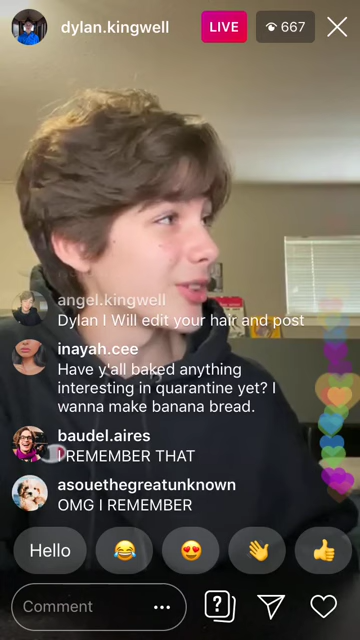 dylan.kingwell
LIVE
667
angel.kingwell
Dylan I Will edit your hair and post
inayah.cee
Have y'all baked anything
interesting in quarantine yet? I
wanna make banana bread.
baudel.aires
I REMEMBER THAT
asouethegreatunknown
OMG I REMEMBER
Hello
Comment